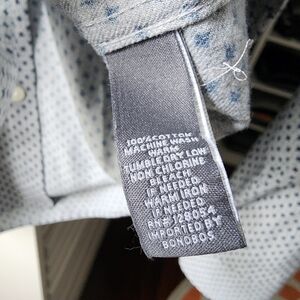 100% COTTON
MACHINE WASH
WARM
TUMBLE DRY LOW
NON CHLORINE
BLEACH
IF NEEDED
WARM IRON
IF NEEDED
RN#128054
IMPORTED BY
BONOBOS